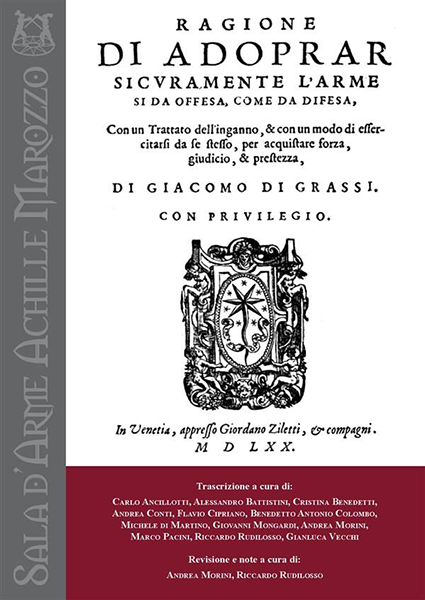 Sala d'Arme Achille Marozzo
RAGIONE
DI ADOPRAR
SICVRAMENTE L'ARME
SI DA OFFESA, COME DA DIFESA,
Con un Trattato dell'inganno, & con un modo di esser-
citarsi da se stesso, per acquistare forza,
giudicio, & prestezza,
DI GIACOMO DI GRASSI.
CON PRIVILEGIO.
In Venetia, appresso Giordano Ziletti, & compagni.
M D LXX.
Trascrizione a cura di:
Carlo Ancillotti, Alessandro Battistini, Cristina Benedetti,
Andrea Conti, Flavio Cipriano, Benedetto Antonio Colombo,
Michele di Martino, Giovanni Mongardi, Andrea Morini,
Marco Pacini, Riccardo Rudilosso, Gianluca Vecchi
Revisione e note a cura di:
Andrea Morini, Riccardo Rudilosso